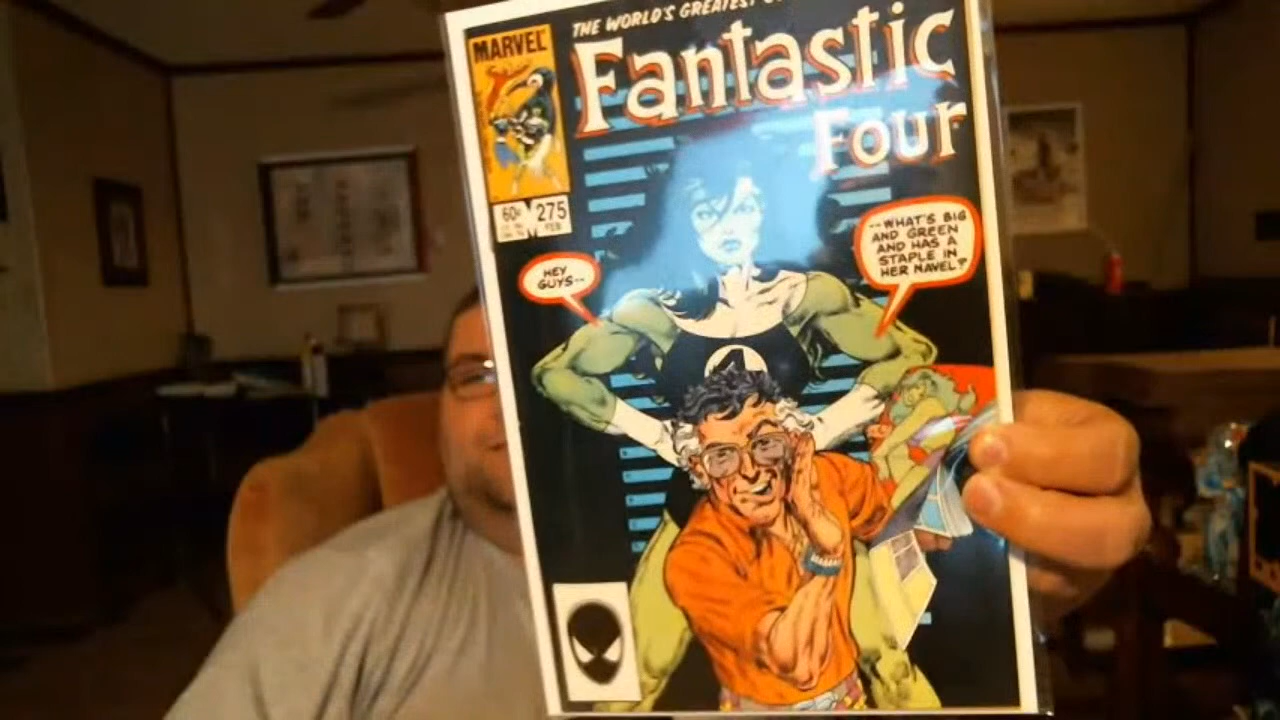 THE WORLD'S GREATEST
MARVEL
Fantastic
Four
60¢ 275
FEB
HEY
GUYS--
--WHAT'S BIG
AND GREEN
AND HAS A
STAPLE IN
HER NAVEL?
4